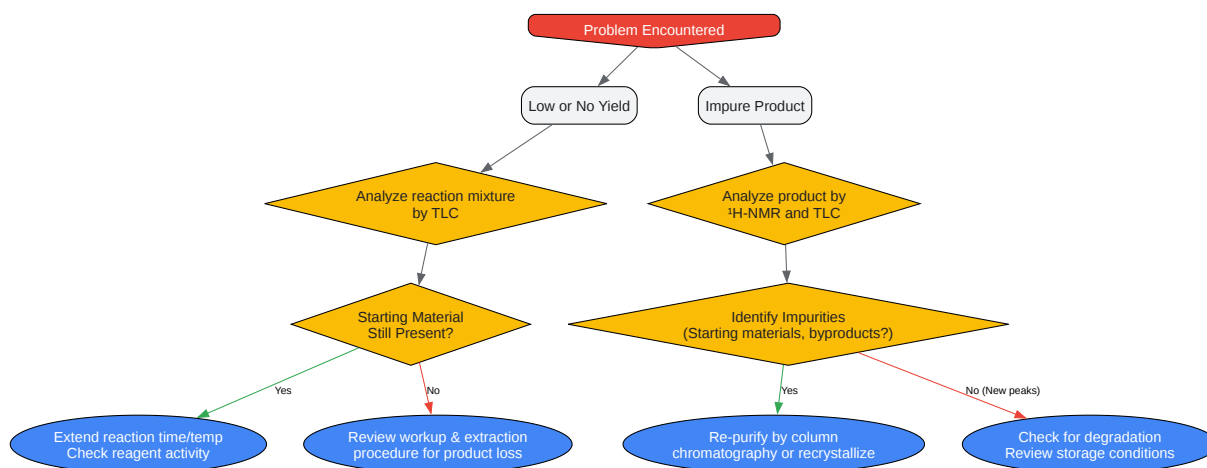 Problem Encountered
Low or No Yield
Impure Product
Analyze reaction mixture
by TLC
Analyze product by
¹H-NMR and TLC
Starting Material
Still Present?
Identify Impurities
(Starting materials, byproducts?)
Yes
No
Yes
No (New peaks)
Extend reaction time/temp
Check reagent activity
Review workup & extraction
procedure for product loss
Re-purify by column
chromatography or recrystallize
Check for degradation
Review storage conditions